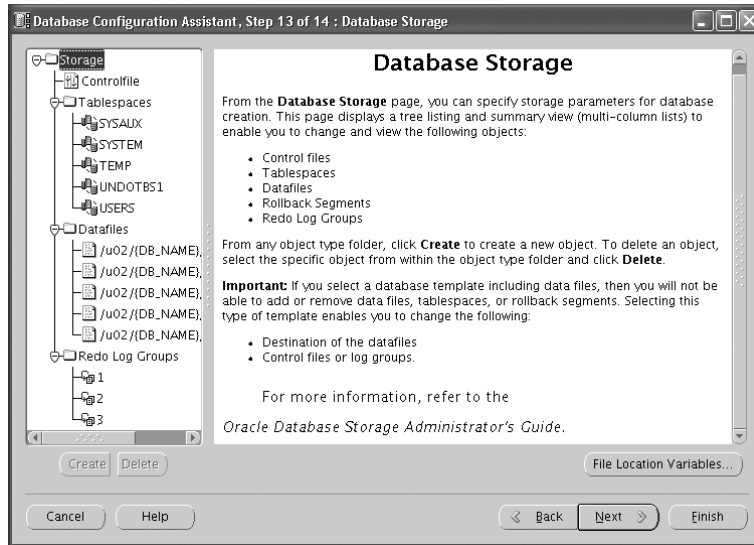 Database Configuration Assistant, Step 13 of 14 : Database Storage
Storage
Controlfile
Tablespaces
SYSAUX
SYSTEM
TEMP
UNDOTBS1
USERS
Datafiles
/u02/{DB_NAME},
/u02/{DB_NAME},
/u02/{DB_NAME},
/u02/{DB_NAME},
/u02/{DB_NAME},
Redo Log Groups
1
2
3
Create Delete
Database Storage
From the Database Storage page, you can specify storage parameters for database
creation. This page displays a tree listing and summary view (multi-column lists) to
enable you to change and view the following objects:
• Control files
• Tablespaces
• Datafiles
• Rollback Segments
• Redo Log Groups
From any object type folder, click Create to create a new object. To delete an object,
select the specific object from within the object type folder and click Delete.
Important: If you select a database template including data files, then you will not be
able to add or remove data files, tablespaces, or rollback segments. Selecting this
type of template enables you to change the following:
• Destination of the datafiles
• Control files or log groups.
For more information, refer to the
Oracle Database Storage Administrator's Guide.
File Location Variables...
Cancel Help Back Next Finish